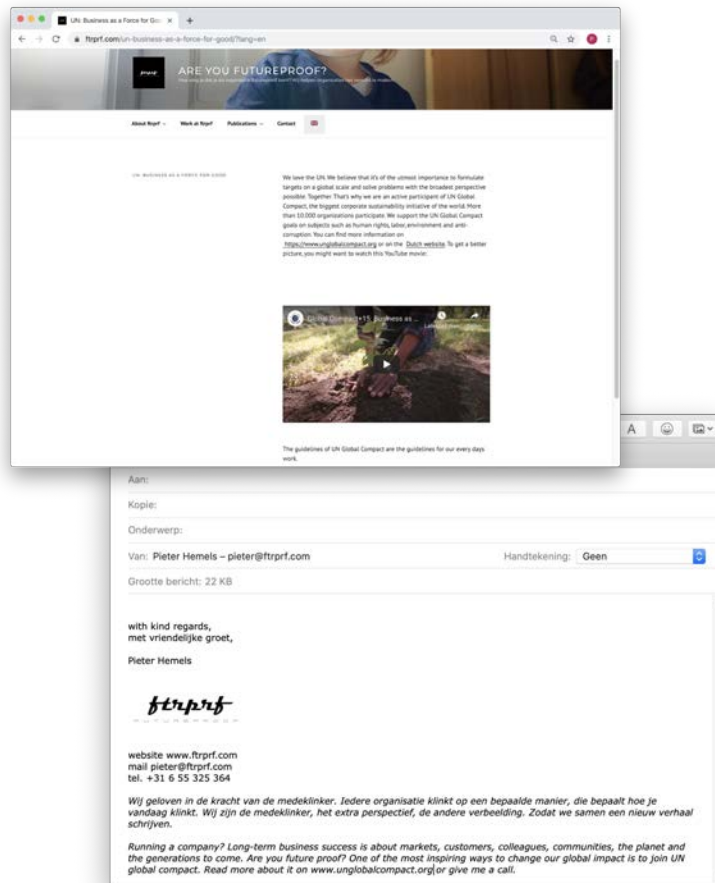 UN: Business as a Force for Goo
ftrprf.com/un-business-as-a-force-for-good/?lang=en
ftrprf
ARE YOU FUTUREPROOF?
About ftrprf
Work at ftrprf
Publications
Contact
UN: BUSINESS AS A FORCE FOR GOOD
We love the UN. We believe that it's of the utmost importance to formulate
targets on a global scale and solve problems with the broadest perspective
possible. Together. That's why we are an active participant of UN Global
Compact, the biggest corporate sustainability initiative of the world. More
than 10.000 organizations participate. We support the UN Global Compact
goals on subjects such as human rights, labor, environment and anti-
corruption. You can find more information on
https://www.unglobalcompact.org or on the Dutch website. To get a better
picture, you might want to watch this YouTube movie:
Global Compact+15: Business as ...
The guidelines of UN Global Compact are the guidelines for our every days
work.
A
Aan:
Kopie:
Onderwerp:
Van: Pieter Hemels – pieter@ftrprf.com
Handtekening: Geen
Grootte bericht: 22 KB
with kind regards,
met vriendelijke groet,
Pieter Hemels
ftrprf
FUTUREPROOF
website www.ftrprf.com
mail pieter@ftrprf.com
tel. +31 6 55 325 364
Wij geloven in de kracht van de medeklinker. Iedere organisatie klinkt op een bepaalde manier, die bepaalt hoe je
vandaag klinkt. Wij zijn de medeklinker, het extra perspectief, de andere verbeelding. Zodat we samen een nieuw verhaal
schrijven.
Running a company? Long-term business success is about markets, customers, colleagues, communities, the planet and
the generations to come. Are you future proof? One of the most inspiring ways to change our global impact is to join UN
global compact. Read more about it on www.unglobalcompact.org or give me a call.